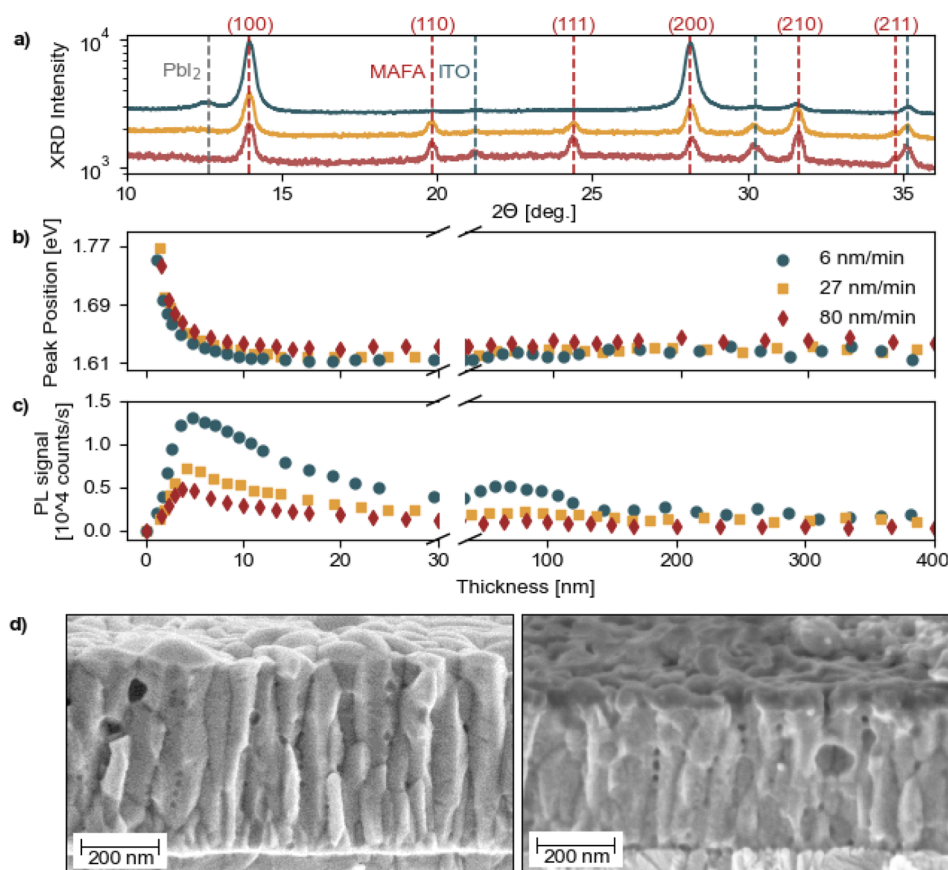 (100) (110) (111) (200) (210) (211)
a)
10^4
PbI₂
MAFA ITO
XRD Intensity
10^3
10 15 20 25 30 35
2Θ [deg.]
b)
1.77
6 nm/min
1.69
27 nm/min
80 nm/min
1.61
Peak Position [eV]
c)
1.5
1.0
0.5
0.0
PL signal
[10^4 counts/s]
0 10 20 30 100 200 300 400
Thickness [nm]
d)
200 nm
200 nm